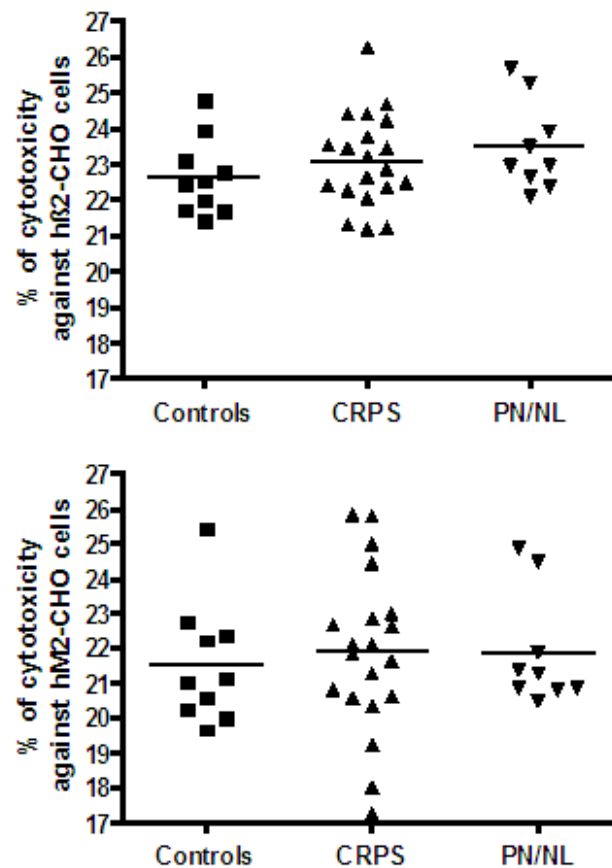 % of cytotoxicity
against hß2-CHO cells
27
26
25
24
23
22
21
20
19
18
17
Controls
CRPS
PN/NL
% of cytotoxicity
against hM2-CHO cells
27
26
25
24
23
22
21
20
19
18
17
Controls
CRPS
PN/NL